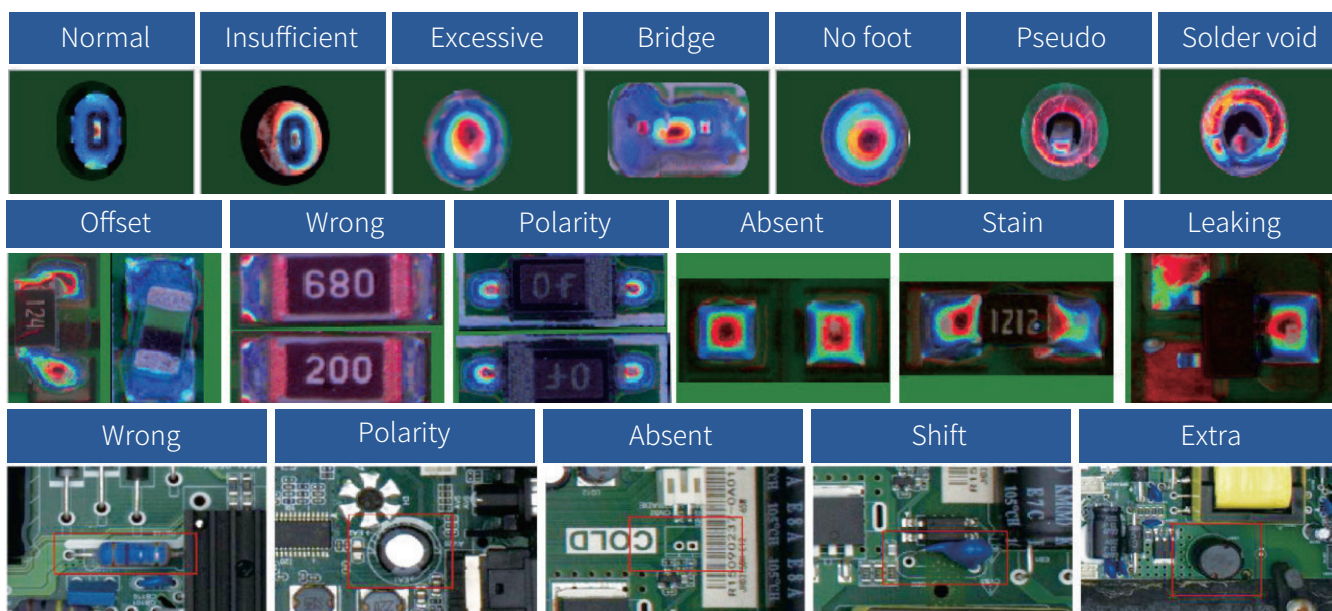 Normal
Insufficient
Excessive
Bridge
No foot
Pseudo
Solder void
Offset
Wrong
Polarity
Absent
Stain
Leaking
124
680
200
0F
0F
1212
Wrong
Polarity
Absent
Shift
Extra
COLD